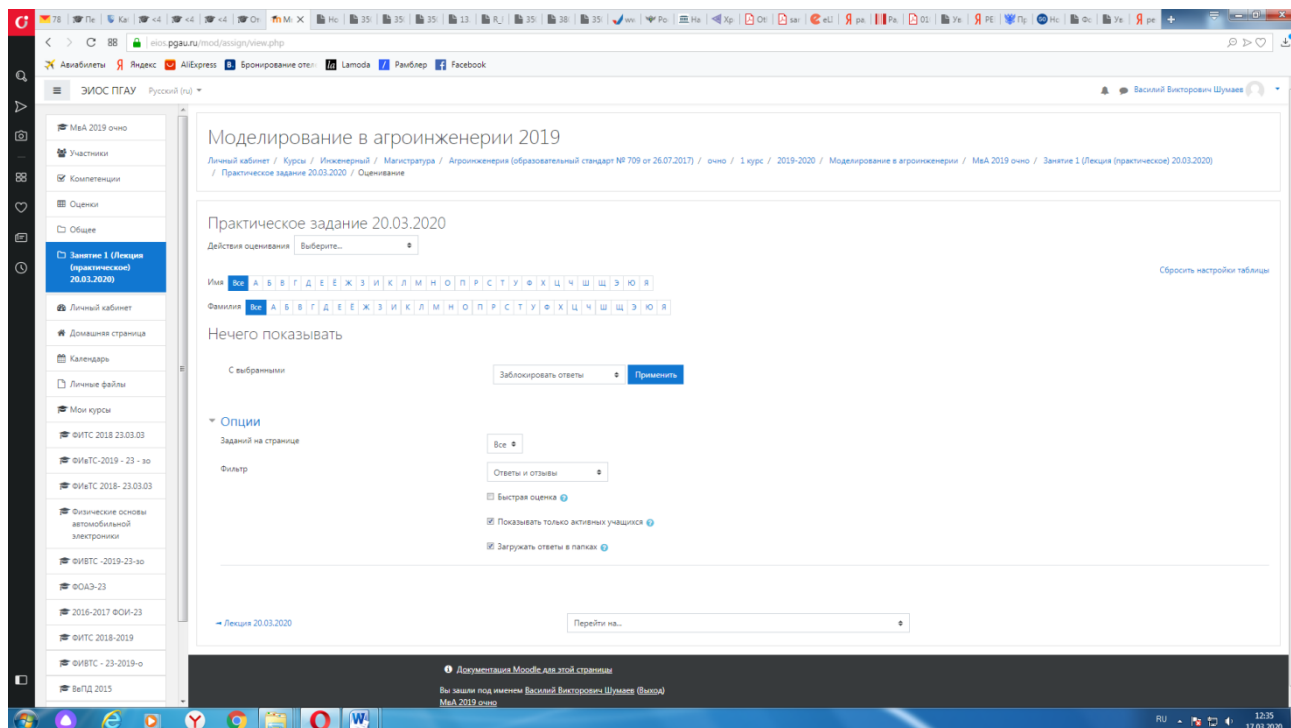 eios.pgau.ru/mod/assign/view.php
Авиабилеты Яндекс AliExpress Бронирование отел Lamoda Рамблер Facebook
ЭИОС ПГАУ Русский (ru)
Василий Викторович Шумаев
МвА 2019 очно
Участники
Компетенции
Оценки
Общее
Занятие 1 (Лекция
(практическое)
20.03.2020)
Личный кабинет
Домашняя страница
Календарь
Личные файлы
Мои курсы
ФИТС 2018 23.03.03
ФИвТС-2019 - 23 - зо
ФИвТС 2018- 23.03.03
Физические основы
автомобильной
электроники
ФИВТС -2019-23-зо
ФОАЭ-23
2016-2017 ФОИ-23
ФИТС 2018-2019
ФИВТС - 23-2019-о
ВвПД 2015
Моделирование в агроинженерии 2019
Личный кабинет / Курсы / Инженерный / Магистратура / Агроинженерия (образовательный стандарт № 709 от 26.07.2017) / очно / 1 курс / 2019-2020 / Моделирование в агроинженерии / МвА 2019 очно / Занятие 1 (Лекция (практическое) 20.03.2020)
/ Практическое задание 20.03.2020 / Оценивание
Практическое задание 20.03.2020
Действия оценивания Выберите...
Сбросить настройки таблицы
Имя Все А Б В Г Д Е Ё Ж З И К Л М Н О П Р С Т У Ф Х Ц Ч Ш Щ Э Ю Я
Фамилия Все А Б В Г Д Е Ё Ж З И К Л М Н О П Р С Т У Ф Х Ц Ч Ш Щ Э Ю Я
Нечего показывать
С выбранными Заблокировать ответы Применить
Опции
Заданий на странице Все
Фильтр Ответы и отзывы
Быстрая оценка
Показывать только активных учащихся
Загружать ответы в папках
Лекция 20.03.2020 Перейти на...
Документация Moodle для этой страницы
Вы зашли под именем Василий Викторович Шумаев (Выход)
МвА 2019 очно
RU 12:35
17.03.2020